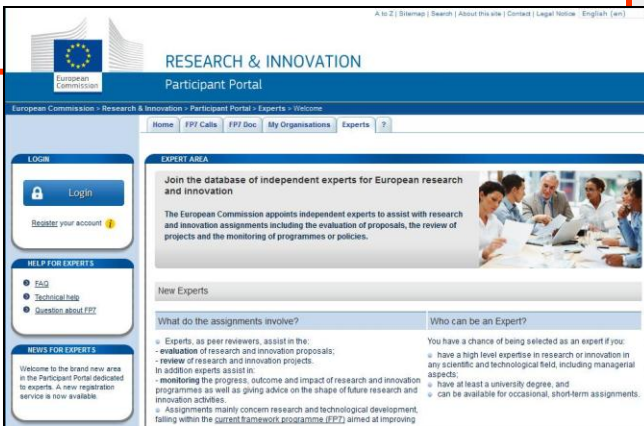 A to Z | Sitemap | Search | About this site | Contact | Legal Notice English (en)
European
Commission
RESEARCH & INNOVATION
Participant Portal
European Commission > Research & Innovation > Participant Portal > Experts > Welcome
Home FP7 Calls FP7 Doc My Organisations Experts ?
LOGIN
Login
Register your account
HELP FOR EXPERTS
FAQ
Technical help
Question about FP7
NEWS FOR EXPERTS
Welcome to the brand new area
in the Participant Portal dedicated
to experts. A new registration
service is now available.
EXPERT AREA
Join the database of independent experts for European research
and innovation
The European Commission appoints independent experts to assist with research
and innovation assignments including the evaluation of proposals, the review of
projects and the monitoring of programmes or policies.
New Experts
What do the assignments involve?
Experts, as peer reviewers, assist in the:
- evaluation of research and innovation proposals;
- review of research and innovation projects.
In addition experts assist in:
- monitoring the progress, outcome and impact of research and innovation
programmes as well as giving advice on the shape of future research and
innovation activities.
Assignments mainly concern research and technological development,
falling within the current framework programme (FP7) aimed at improving
Who can be an Expert?
You have a chance of being selected as an expert if you:
have a high level expertise in research or innovation in
any scientific and technological field, including managerial
aspects;
have at least a university degree, and
can be available for occasional, short-term assignments.